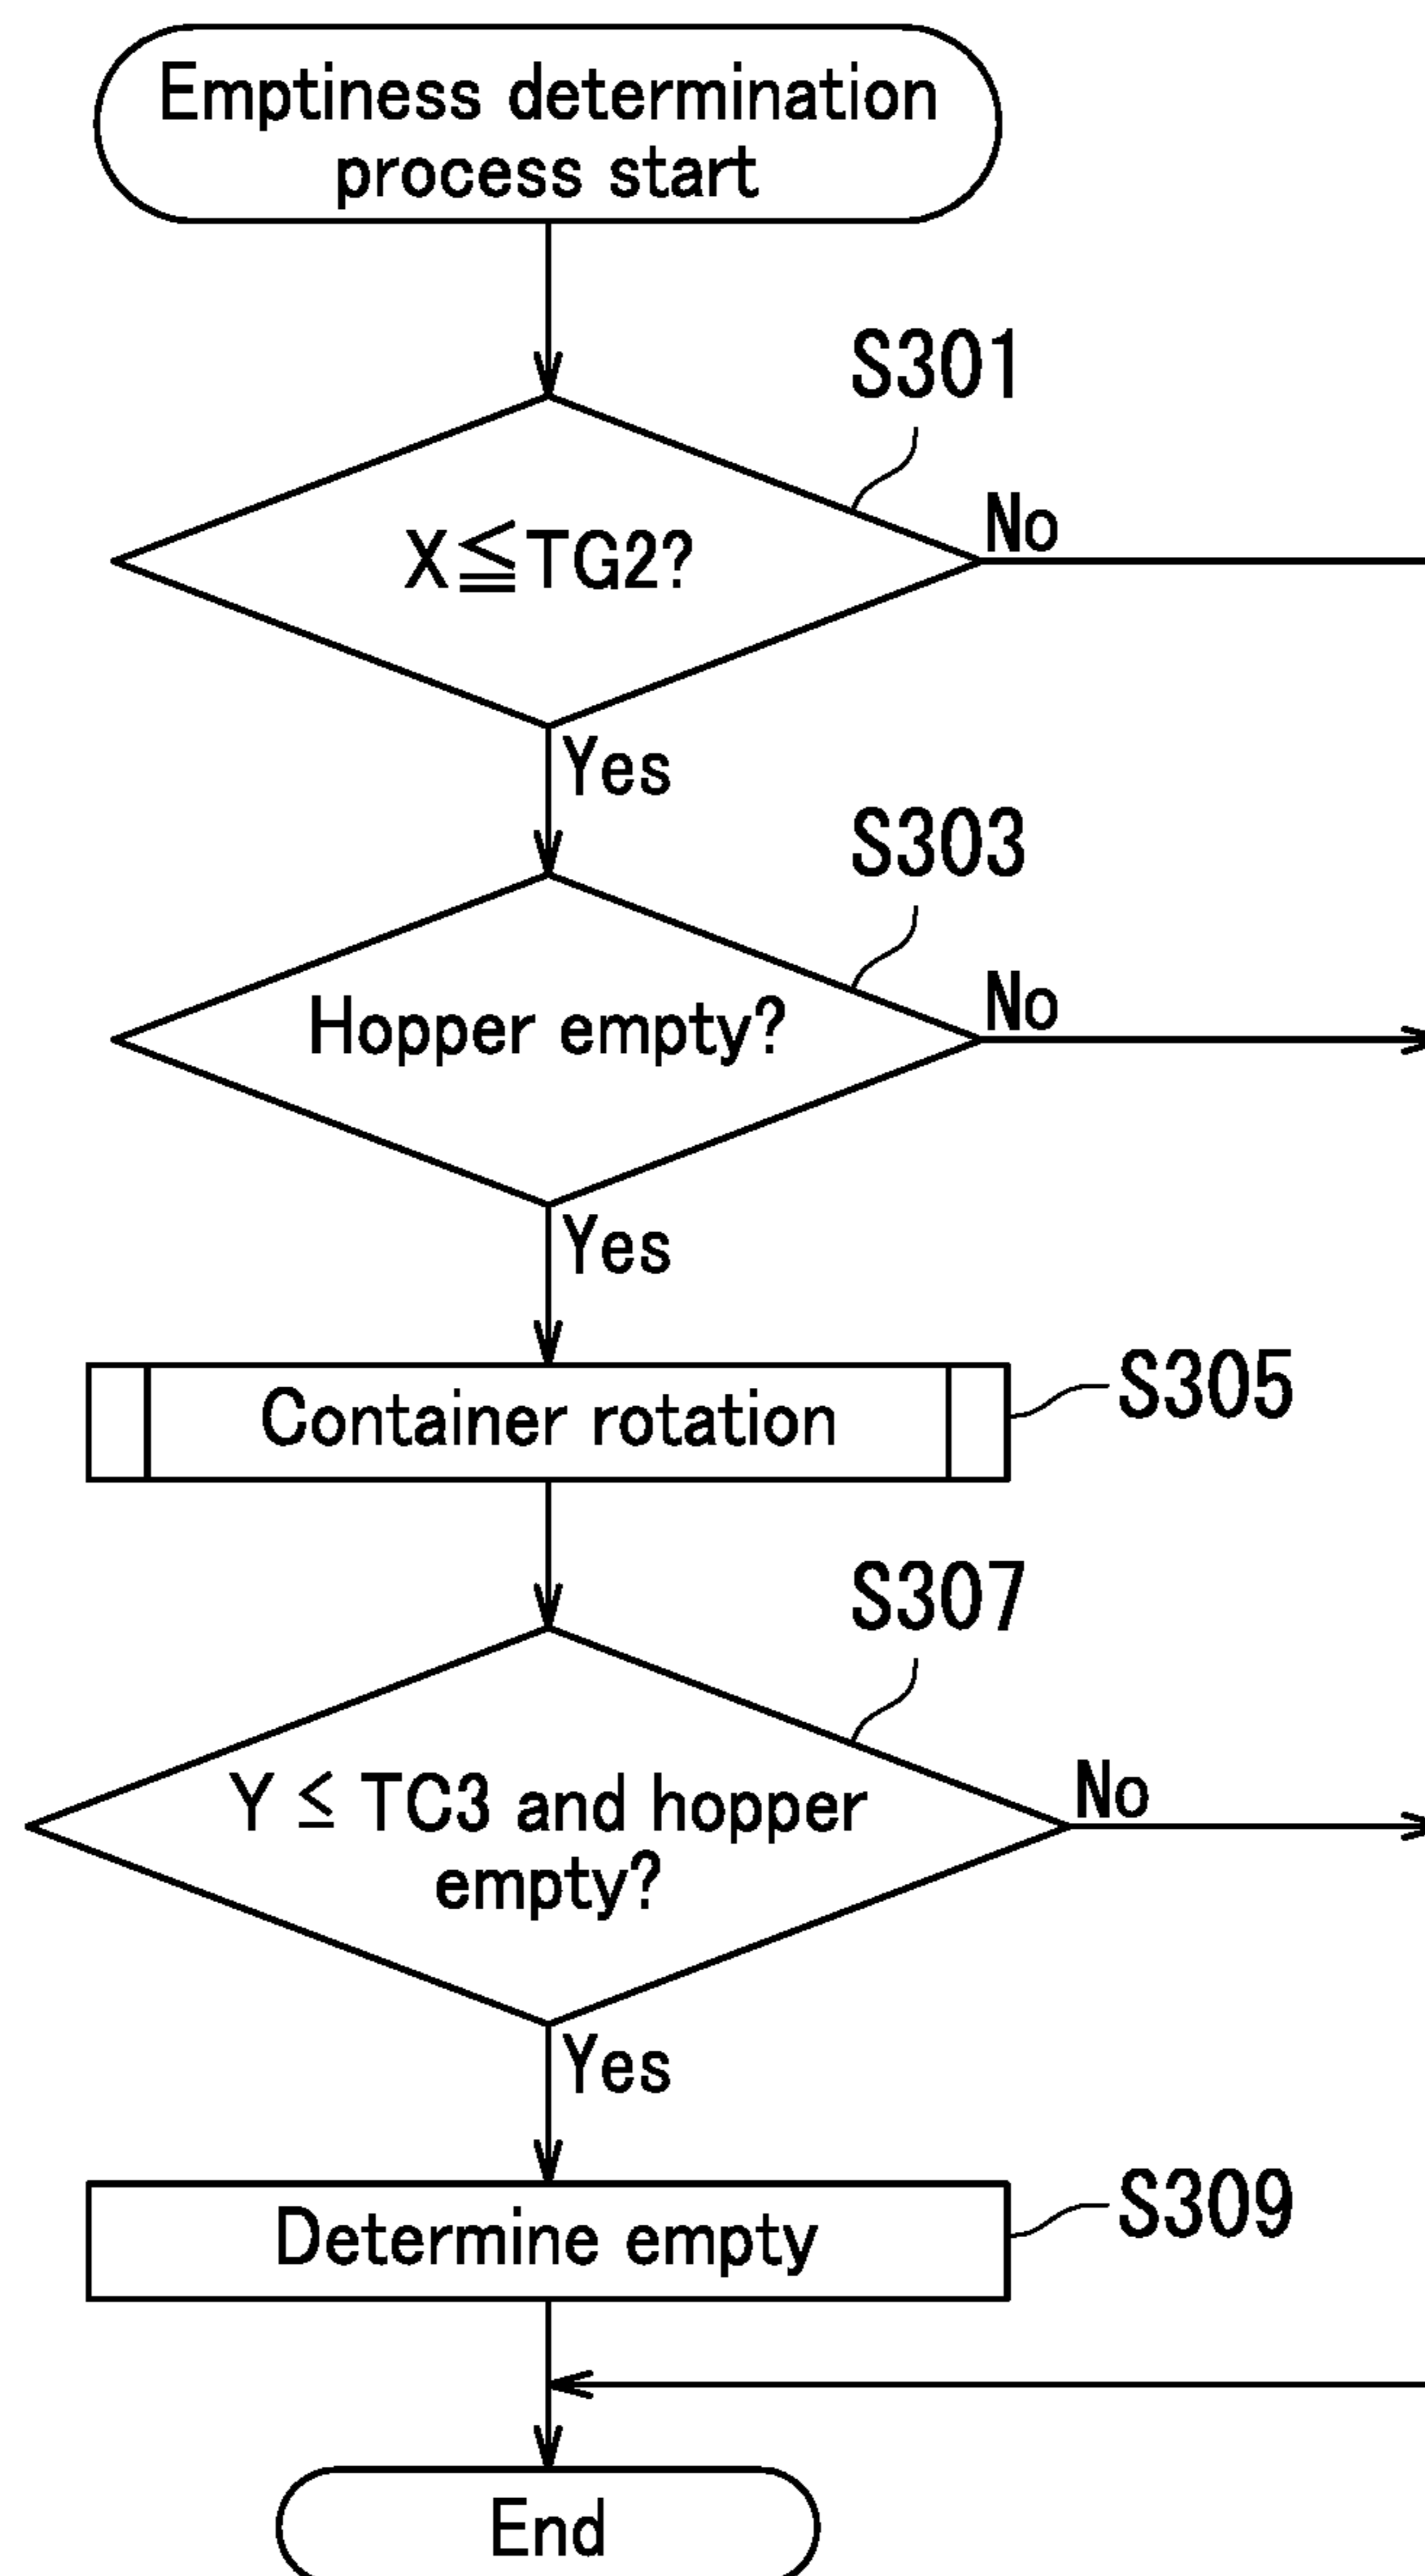 Emptiness determination
process start
S301
X≦TG2?
No
Yes
S303
Hopper empty?
No
Yes
Container rotation
S305
S307
Y ≤ TC3 and hopper
empty?
No
Yes
Determine empty
S309
End